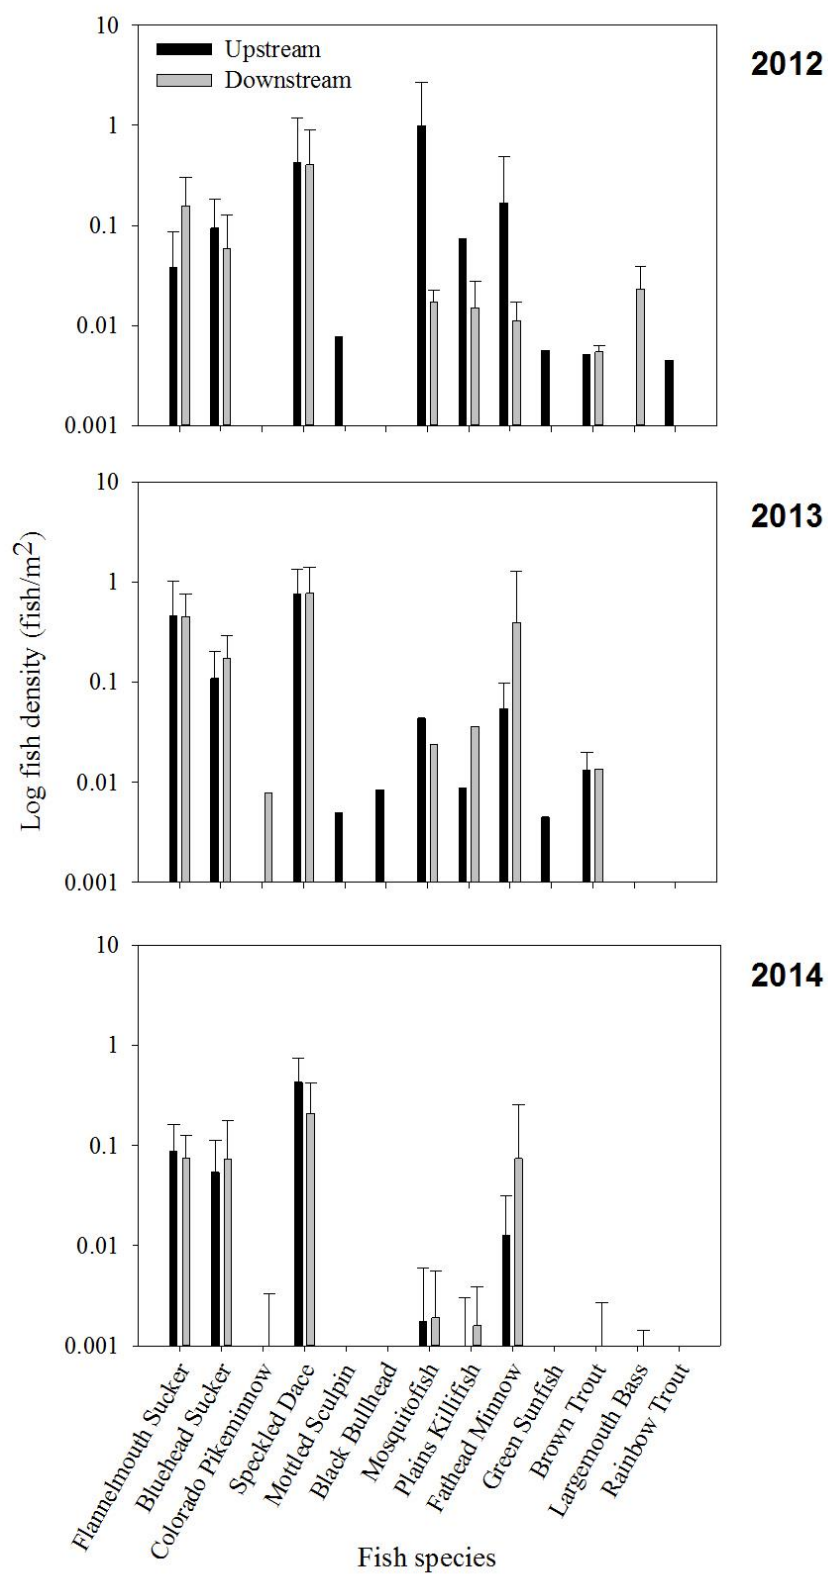 10
1
0.1
0.01
0.001
Upstream
Downstream
2012
10
1
0.1
0.01
0.001
2013
Log fish density (fish/m2)
10
1
0.1
0.01
0.001
2014
Flannelmouth Sucker
Bluehead Sucker
Colorado Pikeminnow
Speckled Dace
Mottled Sculpin
Black Bullhead
Mosquitofish
Plains Killifish
Fathead Minnow
Green Sunfish
Brown Trout
Largemouth Bass
Rainbow Trout
Fish species